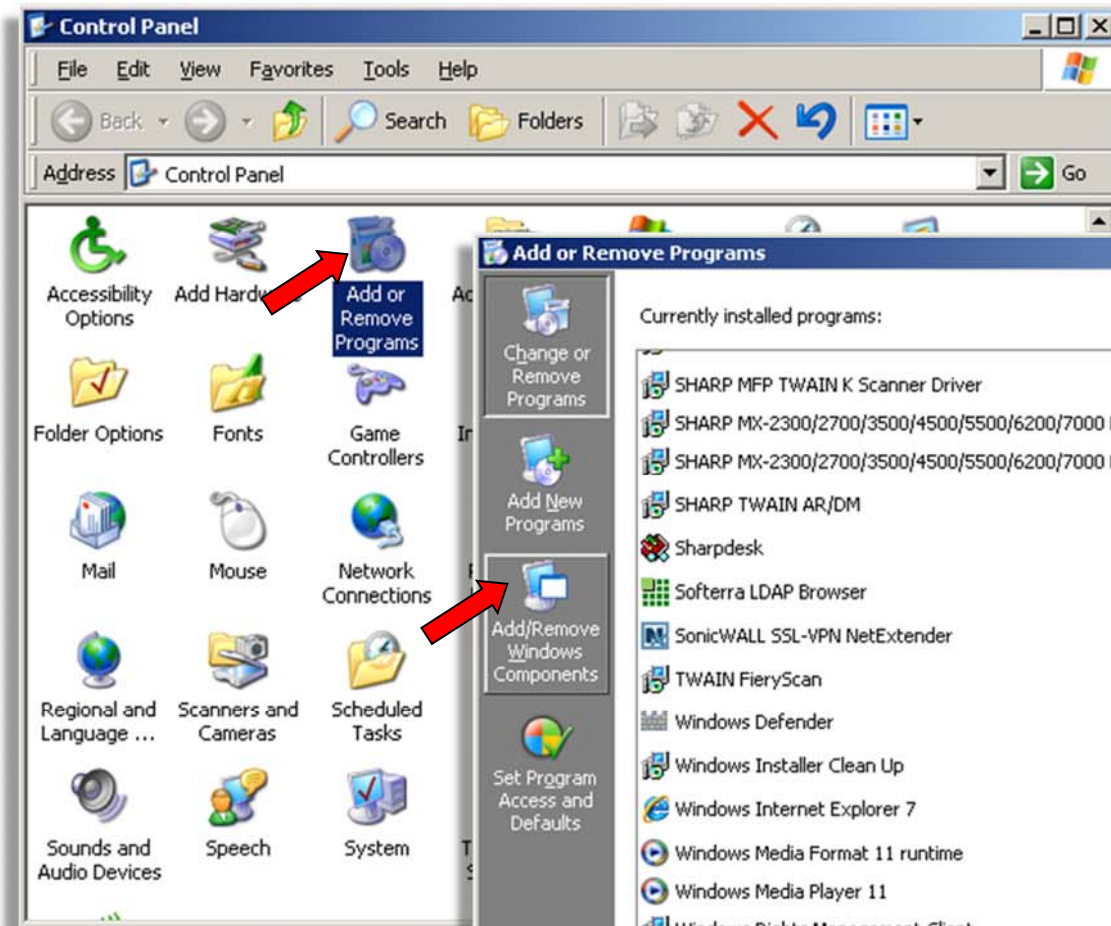 Control Panel
File Edit View Favorites Tools Help
Back Search Folders
Address Control Panel Go
Accessibility
Options
Add Hardware
Add or
Remove
Programs
Folder Options
Fonts
Game
Controllers
Mail
Mouse
Network
Connections
Regional and
Language ...
Scanners and
Cameras
Scheduled
Tasks
Sounds and
Audio Devices
Speech
System
Add or Remove Programs
Change or
Remove
Programs
Add New
Programs
Add/Remove
Windows
Components
Set Program
Access and
Defaults
Currently installed programs:
SHARP MFP TWAIN K Scanner Driver
SHARP MX-2300/2700/3500/4500/5500/6200/7000
SHARP MX-2300/2700/3500/4500/5500/6200/7000
SHARP TWAIN AR/DM
Sharpdesk
Softerra LDAP Browser
SonicWALL SSL-VPN NetExtender
TWAIN FieryScan
Windows Defender
Windows Installer Clean Up
Windows Internet Explorer 7
Windows Media Format 11 runtime
Windows Media Player 11
Windows Rights Management Client